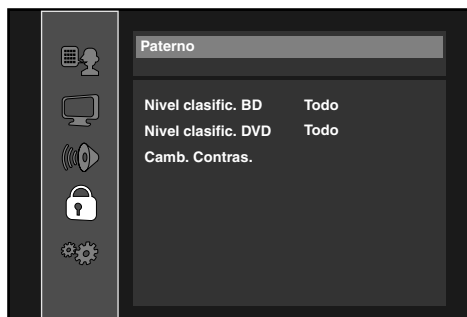 Paterno
Nivel clasific. BD Todo
Nivel clasific. DVD Todo
Camb. Contras.